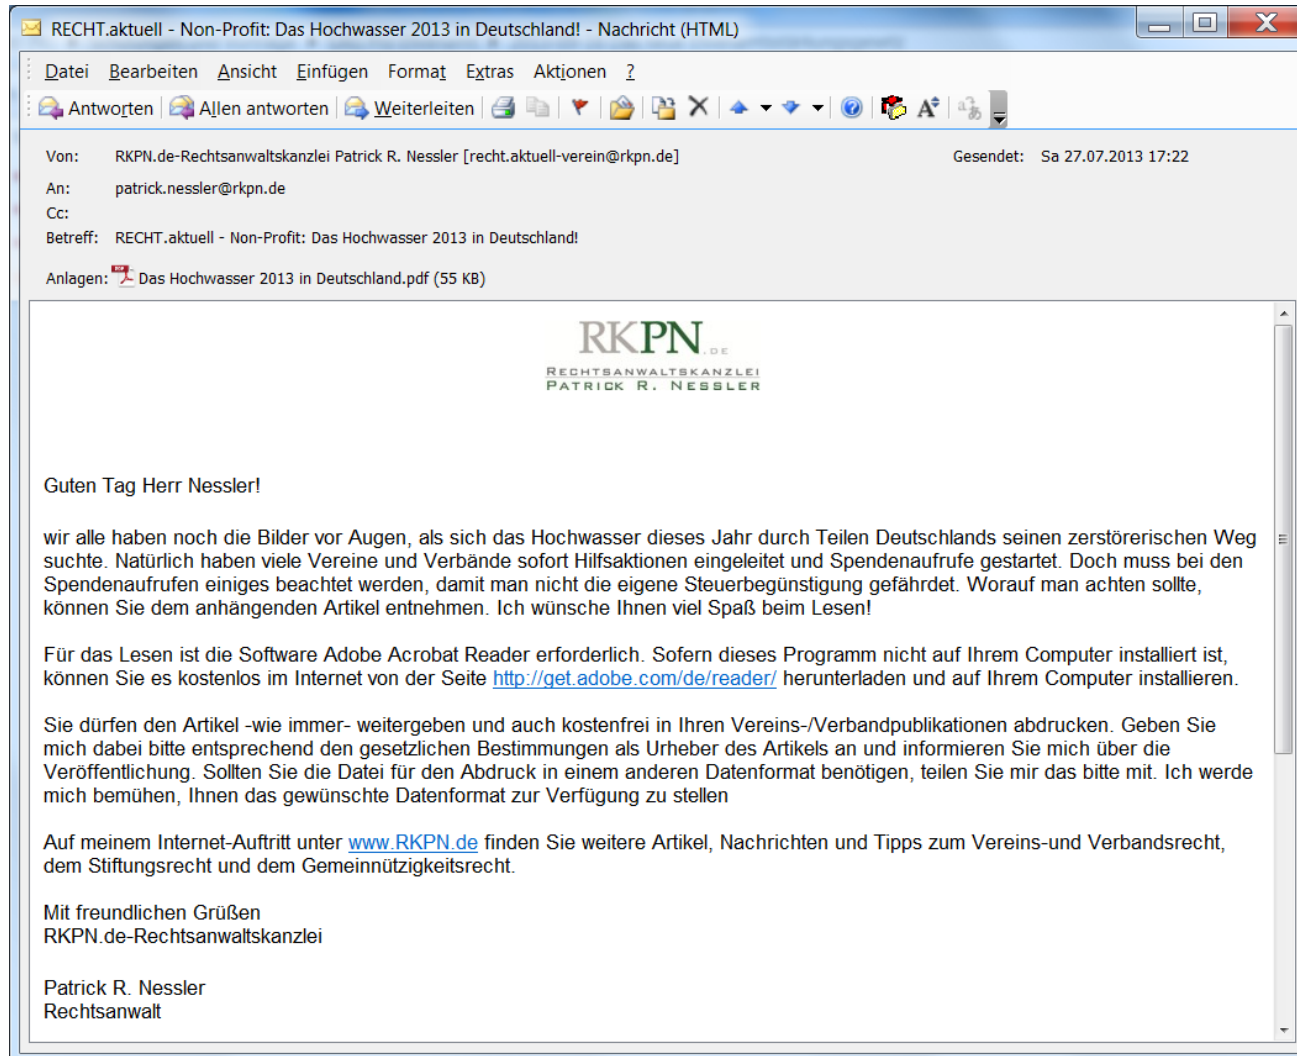 RECHT.aktuell - Non-Profit: Das Hochwasser 2013 in Deutschland! - Nachricht (HTML)
Datei Bearbeiten Ansicht Einfügen Format Extras Aktionen ?
Antworten Allen antworten Weiterleiten
Von: RKPN.de-Rechtsanwaltskanzlei Patrick R. Nessler [recht.aktuell-verein@rkpn.de] Gesendet: Sa 27.07.2013 17:22
An: patrick.nessler@rkpn.de
Cc:
Betreff: RECHT.aktuell - Non-Profit: Das Hochwasser 2013 in Deutschland!
Anlagen: Das Hochwasser 2013 in Deutschland.pdf (55 KB)
RKPN.DE
RECHTSANWALTSKANZLEI
PATRICK R. NESSLER
Guten Tag Herr Nessler!
wir alle haben noch die Bilder vor Augen, als sich das Hochwasser dieses Jahr durch Teilen Deutschlands seinen zerstörerischen Weg
suchte. Natürlich haben viele Vereine und Verbände sofort Hilfsaktionen eingeleitet und Spendenaufrufe gestartet. Doch muss bei den
Spendenaufrufen einiges beachtet werden, damit man nicht die eigene Steuerbegünstigung gefährdet. Worauf man achten sollte,
können Sie dem anhängenden Artikel entnehmen. Ich wünsche Ihnen viel Spaß beim Lesen!
Für das Lesen ist die Software Adobe Acrobat Reader erforderlich. Sofern dieses Programm nicht auf Ihrem Computer installiert ist,
können Sie es kostenlos im Internet von der Seite http://get.adobe.com/de/reader/ herunterladen und auf Ihrem Computer installieren.
Sie dürfen den Artikel -wie immer- weitergeben und auch kostenfrei in Ihren Vereins-/Verbandpublikationen abdrucken. Geben Sie
mich dabei bitte entsprechend den gesetzlichen Bestimmungen als Urheber des Artikels an und informieren Sie mich über die
Veröffentlichung. Sollten Sie die Datei für den Abdruck in einem anderen Datenformat benötigen, teilen Sie mir das bitte mit. Ich werde
mich bemühen, Ihnen das gewünschte Datenformat zur Verfügung zu stellen
Auf meinem Internet-Auftritt unter www.RKPN.de finden Sie weitere Artikel, Nachrichten und Tipps zum Vereins-und Verbandsrecht,
dem Stiftungsrecht und dem Gemeinnützigkeitsrecht.
Mit freundlichen Grüßen
RKPN.de-Rechtsanwaltskanzlei
Patrick R. Nessler
Rechtsanwalt